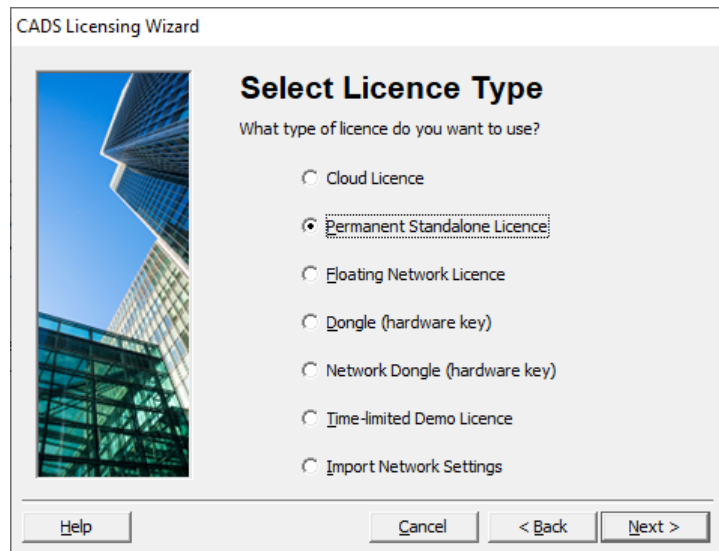 CADS Licensing Wizard
Select Licence Type
What type of licence do you want to use?
Cloud Licence
Permanent Standalone Licence
Floating Network Licence
Dongle (hardware key)
Network Dongle (hardware key)
Time-limited Demo Licence
Import Network Settings
Help Cancel < Back Next >